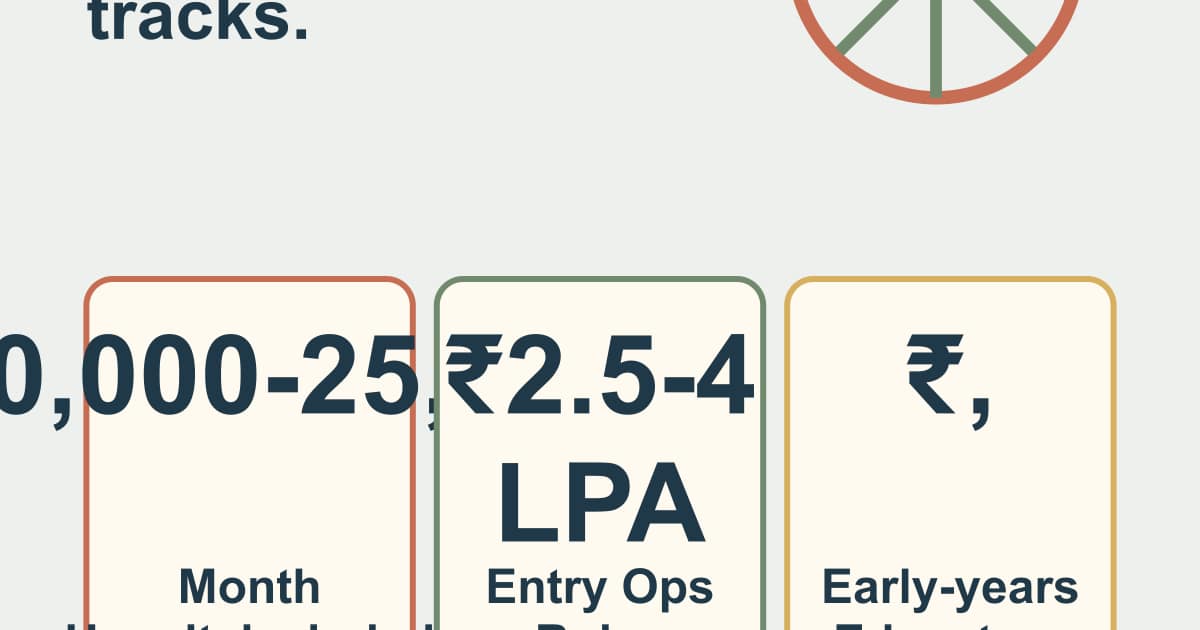 tracks.
0,000-25,
₹2.5-4
LPA
₹,
Month
Entry Ops
Early-years